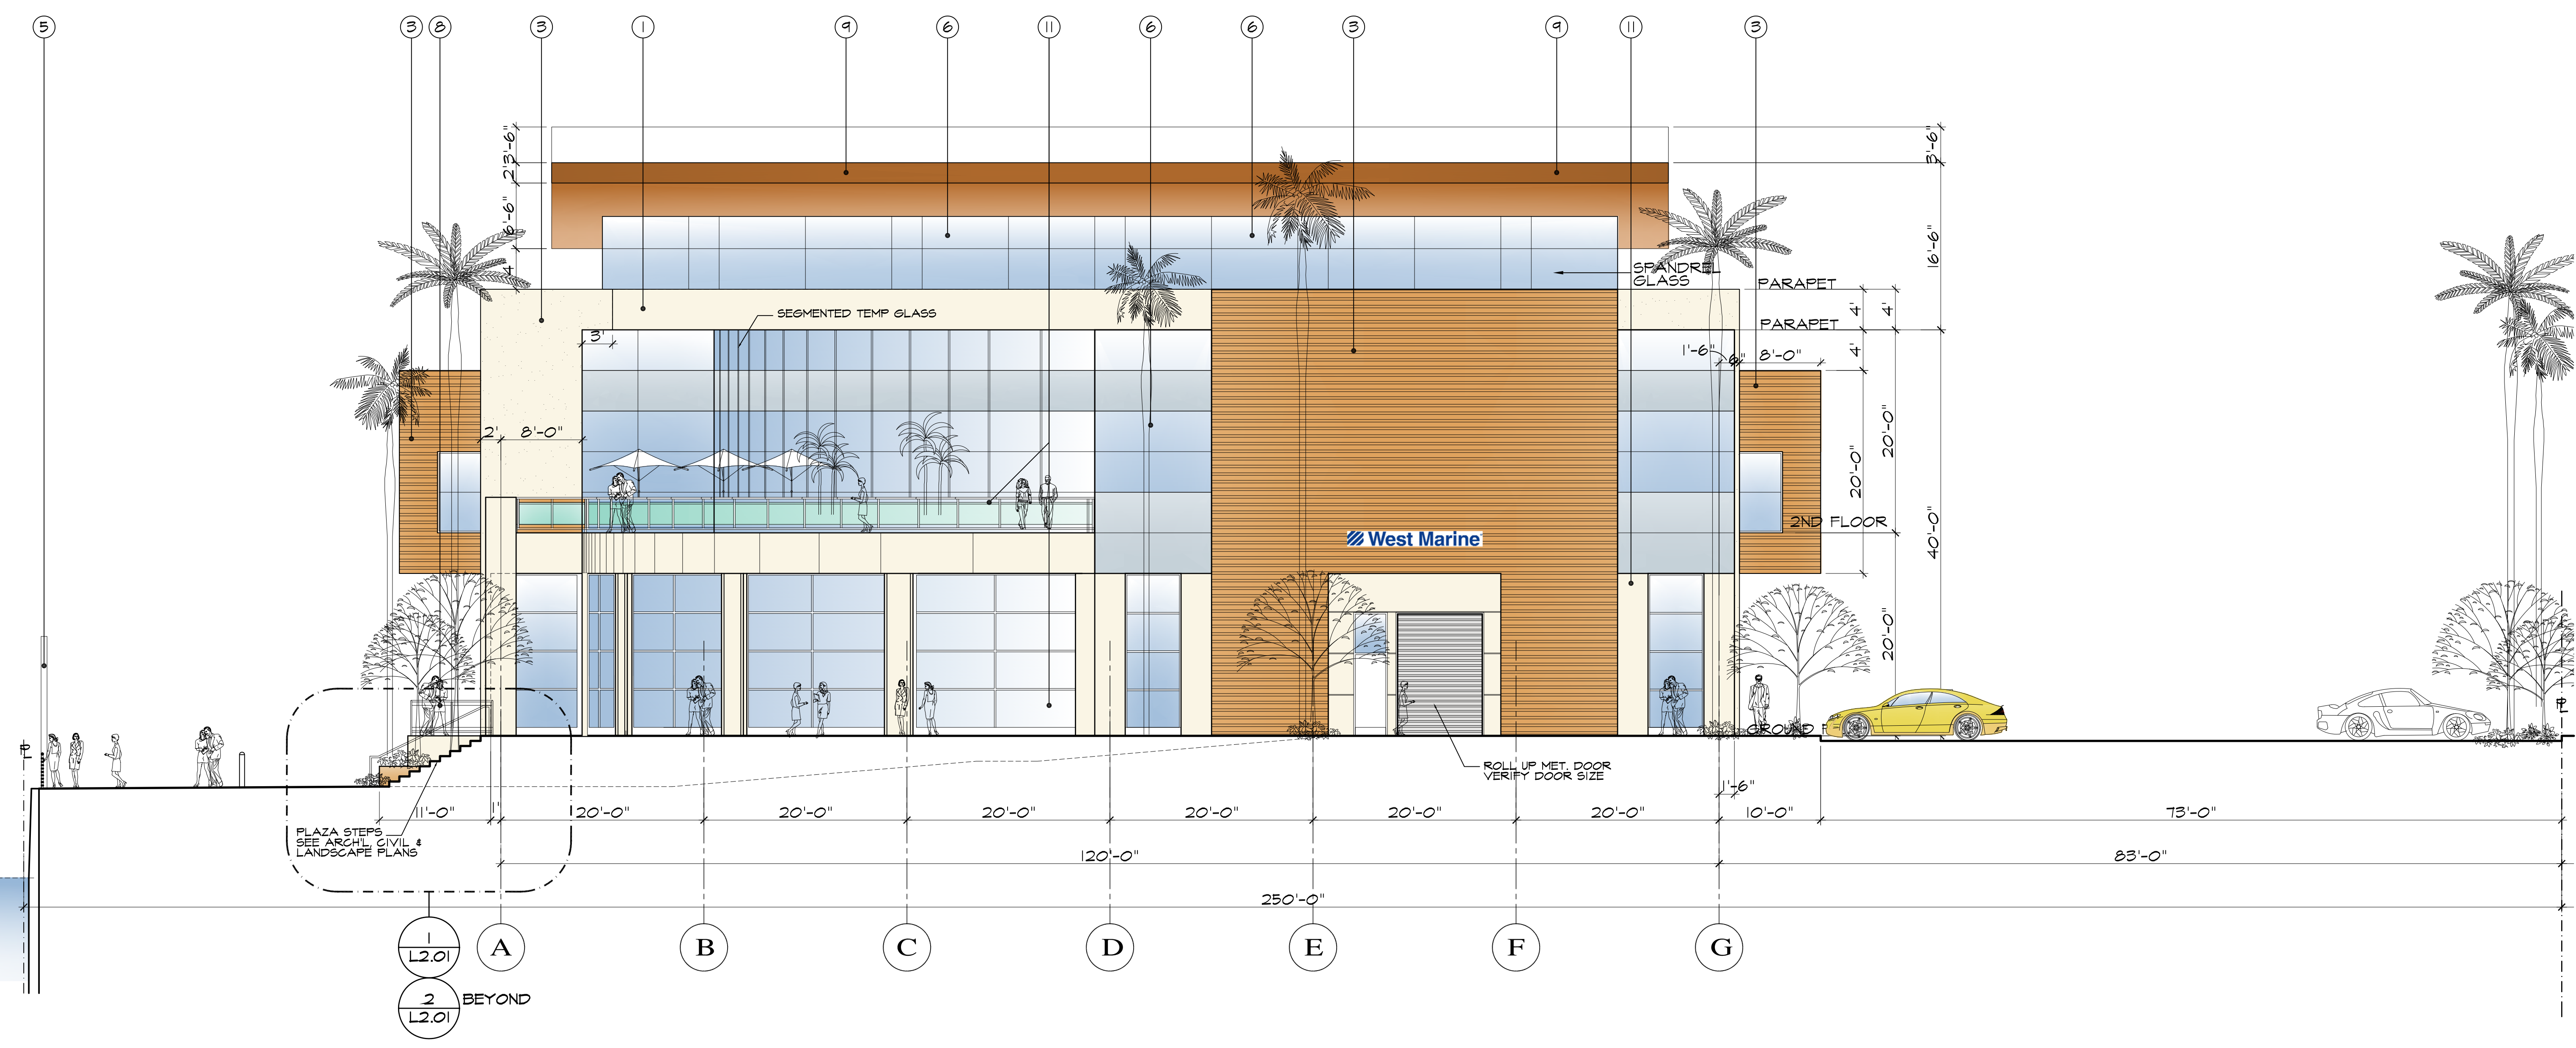 5
3
8
3
1
9
6
11
6
6
3
9
11
3
3'-6"
2'
6'-6"
4'
3'-6"
16'-6"
SPANDREL
GLASS
PARAPET
PARAPET
4'
4'
4'
SEGMENTED TEMP GLASS
3'
1'-6"
6"
8'-0"
2'
8'-0"
20'-0"
20'-0"
40'-0"
2ND FLOOR
West Marine
20'-0"
GROUND
PL
PL
ROLL UP MET. DOOR
VERIFY DOOR SIZE
1'-6"
11'-0"
1'
20'-0"
20'-0"
20'-0"
20'-0"
20'-0"
20'-0"
10'-0"
73'-0"
PLAZA STEPS
SEE ARCH'L, CIVIL &
LANDSCAPE PLANS
120'-0"
83'-0"
250'-0"
1
L2.01
A
B
C
D
E
F
G
2
L2.01
BEYOND